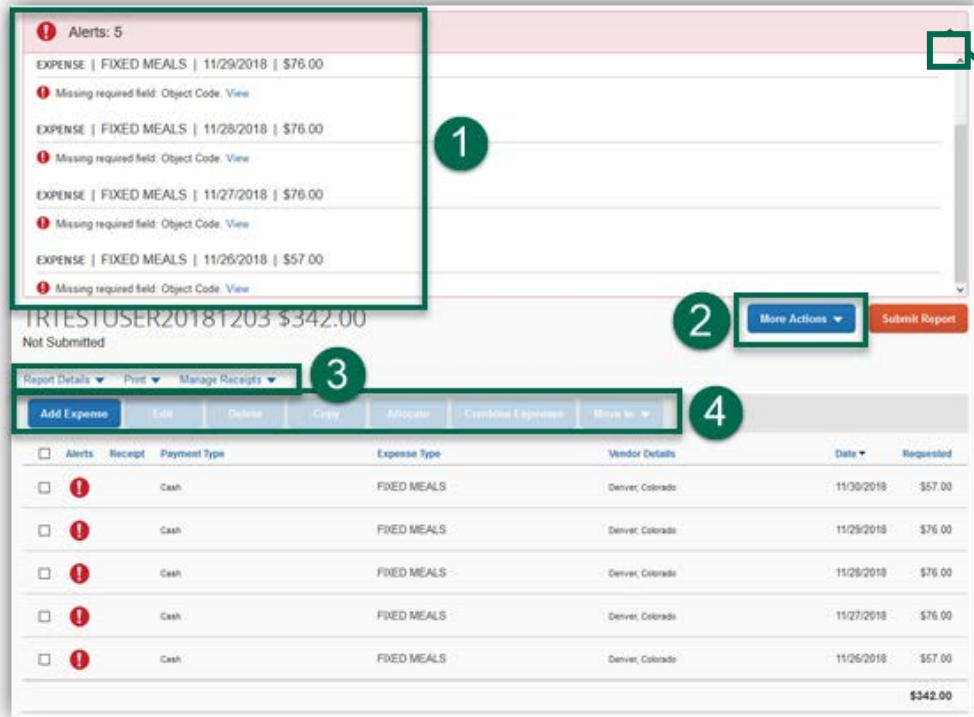 Alerts: 5
EXPENSE | FIXED MEALS | 11/29/2018 | $76.00
Missing required field: Object Code. View
EXPENSE | FIXED MEALS | 11/28/2018 | $76.00
Missing required field: Object Code. View
EXPENSE | FIXED MEALS | 11/27/2018 | $76.00
Missing required field: Object Code. View
EXPENSE | FIXED MEALS | 11/26/2018 | $57.00
Missing required field: Object Code. View
1
TRTESTUSER20181203 $342.00
Not Submitted
2
More Actions
Submit Report
Report Details Print Manage Receipts
3
Add Expense Edit Delete Copy Allocate Combine Expenses Move to
4
Alerts Receipt Payment Type Expense Type Vendor Details Date Requested
Cash FIXED MEALS Denver, Colorado 11/30/2018 $57.00
Cash FIXED MEALS Denver, Colorado 11/29/2018 $76.00
Cash FIXED MEALS Denver, Colorado 11/28/2018 $76.00
Cash FIXED MEALS Denver, Colorado 11/27/2018 $76.00
Cash FIXED MEALS Denver, Colorado 11/26/2018 $57.00
$342.00